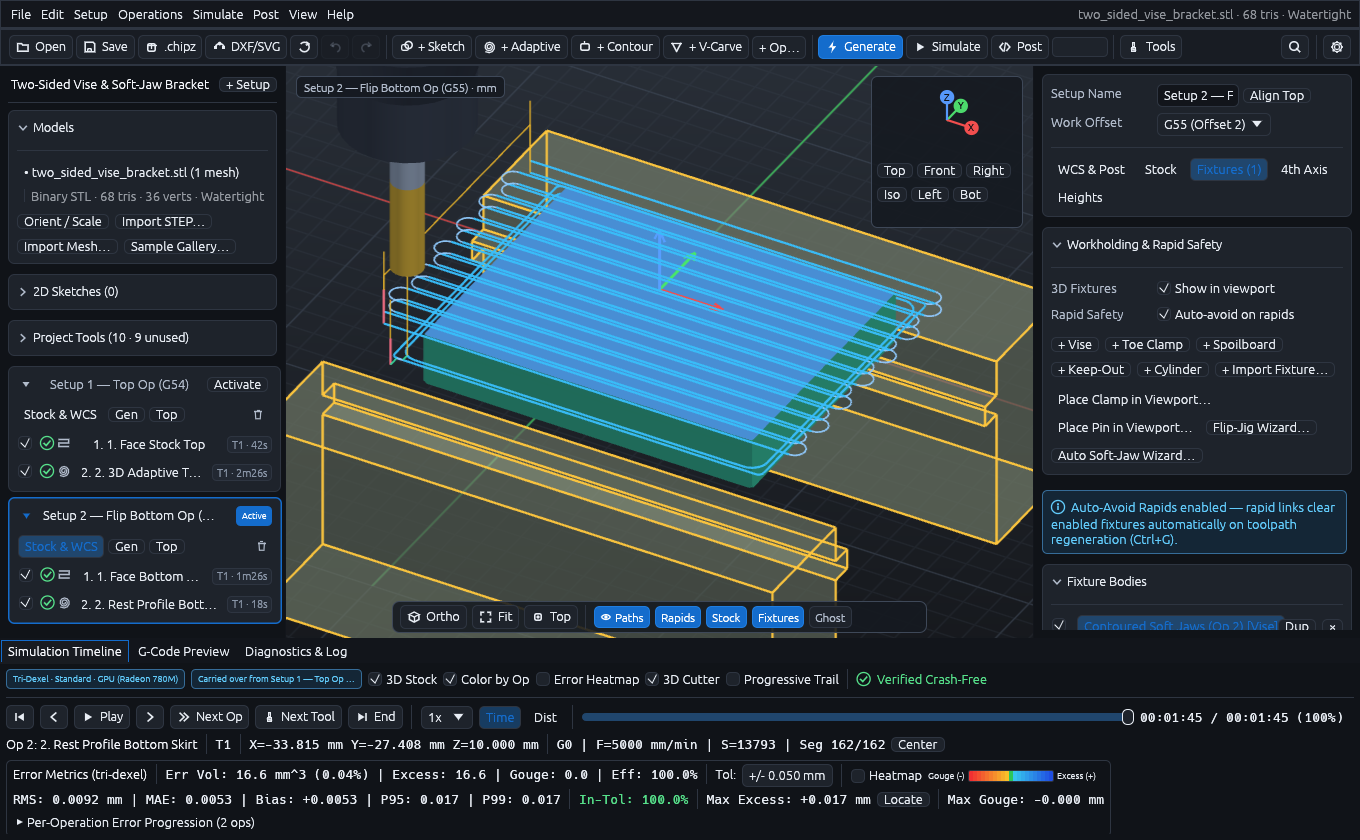 File Edit Setup Operations Simulate Post View Help
two_sided_vise_bracket.stl · 68 tris · Watertight
Open Save .chipz DXF/SVG + Sketch + Adaptive + Contour + V-Carve + Op… Generate Simulate Post Tools
Two-Sided Vise & Soft-Jaw Bracket + Setup
Models
• two_sided_vise_bracket.stl (1 mesh)
Binary STL · 68 tris · 36 verts · Watertight
Orient / Scale Import STEP…
Import Mesh… Sample Gallery…
2D Sketches (0)
Project Tools (10 · 9 unused)
Setup 1 — Top Op (G54) Activate
Stock & WCS Gen Top
1. 1. Face Stock Top T1 · 42s
2. 2. 3D Adaptive T… T1 · 2m26s
Setup 2 — Flip Bottom Op (… Active
Stock & WCS Gen Top
1. 1. Face Bottom … T1 · 1m26s
2. 2. Rest Profile Bott… T1 · 18s
Setup 2 — Flip Bottom Op (G55) · mm
Z
Y
X
Top Front Right
Iso Left Bot
Ortho Fit Top Paths Rapids Stock Fixtures Ghost
Setup Name Setup 2 — F Align Top
Work Offset G55 (Offset 2)
WCS & Post Stock Fixtures (1) 4th Axis
Heights
Workholding & Rapid Safety
3D Fixtures Show in viewport
Rapid Safety Auto-avoid on rapids
+ Vise + Toe Clamp + Spoilboard
+ Keep-Out + Cylinder + Import Fixture…
Place Clamp in Viewport…
Place Pin in Viewport… Flip-Jig Wizard…
Auto Soft-Jaw Wizard…
Auto-Avoid Rapids enabled — rapid links clear
enabled fixtures automatically on toolpath
regeneration (Ctrl+G).
Fixture Bodies
Contoured Soft Jaws (Op 2) [Vise] Dup ×
Simulation Timeline G-Code Preview Diagnostics & Log
Tri-Dexel · Standard · GPU (Radeon 780M) Carried over from Setup 1 — Top Op … 3D Stock Color by Op Error Heatmap 3D Cutter Progressive Trail Verified Crash-Free
Play Next Op Next Tool End 1x Time Dist 00:01:45 / 00:01:45 (100%)
Op 2: 2. Rest Profile Bottom Skirt T1 X=-33.815 mm Y=-27.408 mm Z=10.000 mm G0 | F=5000 mm/min | S=13793 | Seg 162/162 Center
Error Metrics (tri-dexel) Err Vol: 16.6 mm^3 (0.04%) | Excess: 16.6 | Gouge: 0.0 | Eff: 100.0% Tol: +/- 0.050 mm Heatmap Gouge (-) Excess (+)
RMS: 0.0092 mm | MAE: 0.0053 | Bias: +0.0053 | P95: 0.017 | P99: 0.017 In-Tol: 100.0% Max Excess: +0.017 mm Locate Max Gouge: -0.000 mm
Per-Operation Error Progression (2 ops)